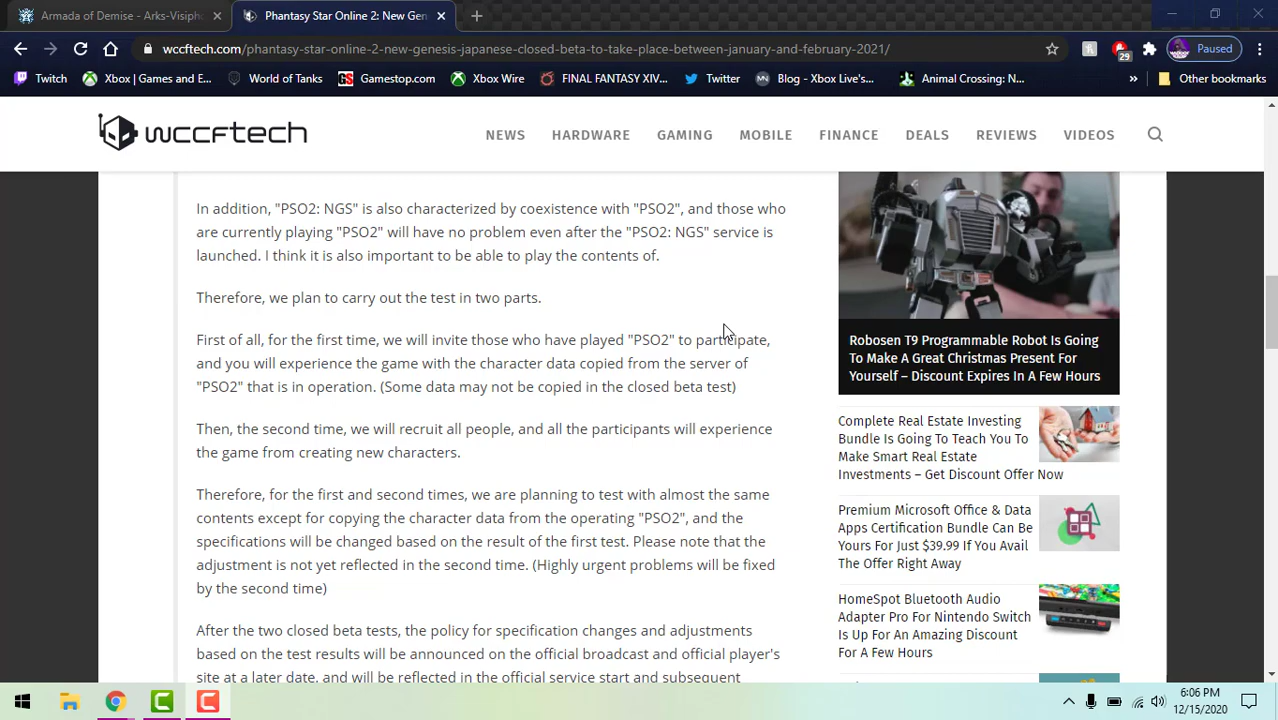 Armada of Demise - Arks-Visiph
Phantasy Star Online 2: New Gen
wccftech.com/phantasy-star-online-2-new-genesis-japanese-closed-beta-to-take-place-between-january-and-february-2021/
29
Paused
Twitch
Xbox | Games and E...
World of Tanks
Gamestop.com
Xbox Wire
FINAL FANTASY XIV...
Twitter
Blog - Xbox Live's...
Animal Crossing: N...
»
Other bookmarks
wccftech
NEWS
HARDWARE
GAMING
MOBILE
FINANCE
DEALS
REVIEWS
VIDEOS
In addition, "PSO2: NGS" is also characterized by coexistence with "PSO2", and those who
are currently playing "PSO2" will have no problem even after the "PSO2: NGS" service is
launched. I think it is also important to be able to play the contents of.
Therefore, we plan to carry out the test in two parts.
First of all, for the first time, we will invite those who have played "PSO2" to participate,
and you will experience the game with the character data copied from the server of
"PSO2" that is in operation. (Some data may not be copied in the closed beta test)
Then, the second time, we will recruit all people, and all the participants will experience
the game from creating new characters.
Therefore, for the first and second times, we are planning to test with almost the same
contents except for copying the character data from the operating "PSO2", and the
specifications will be changed based on the result of the first test. Please note that the
adjustment is not yet reflected in the second time. (Highly urgent problems will be fixed
by the second time)
After the two closed beta tests, the policy for specification changes and adjustments
based on the test results will be announced on the official broadcast and official player's
site at a later date, and will be reflected in the official service start and subsequent
Robosen T9 Programmable Robot Is Going
To Make A Great Christmas Present For
Yourself – Discount Expires In A Few Hours
Complete Real Estate Investing
Bundle Is Going To Teach You To
Make Smart Real Estate
Investments – Get Discount Offer Now
Premium Microsoft Office & Data
Apps Certification Bundle Can Be
Yours For Just $39.99 If You Avail
The Offer Right Away
HomeSpot Bluetooth Audio
Adapter Pro For Nintendo Switch
Is Up For An Amazing Discount
For A Few Hours
6:06 PM
12/15/2020